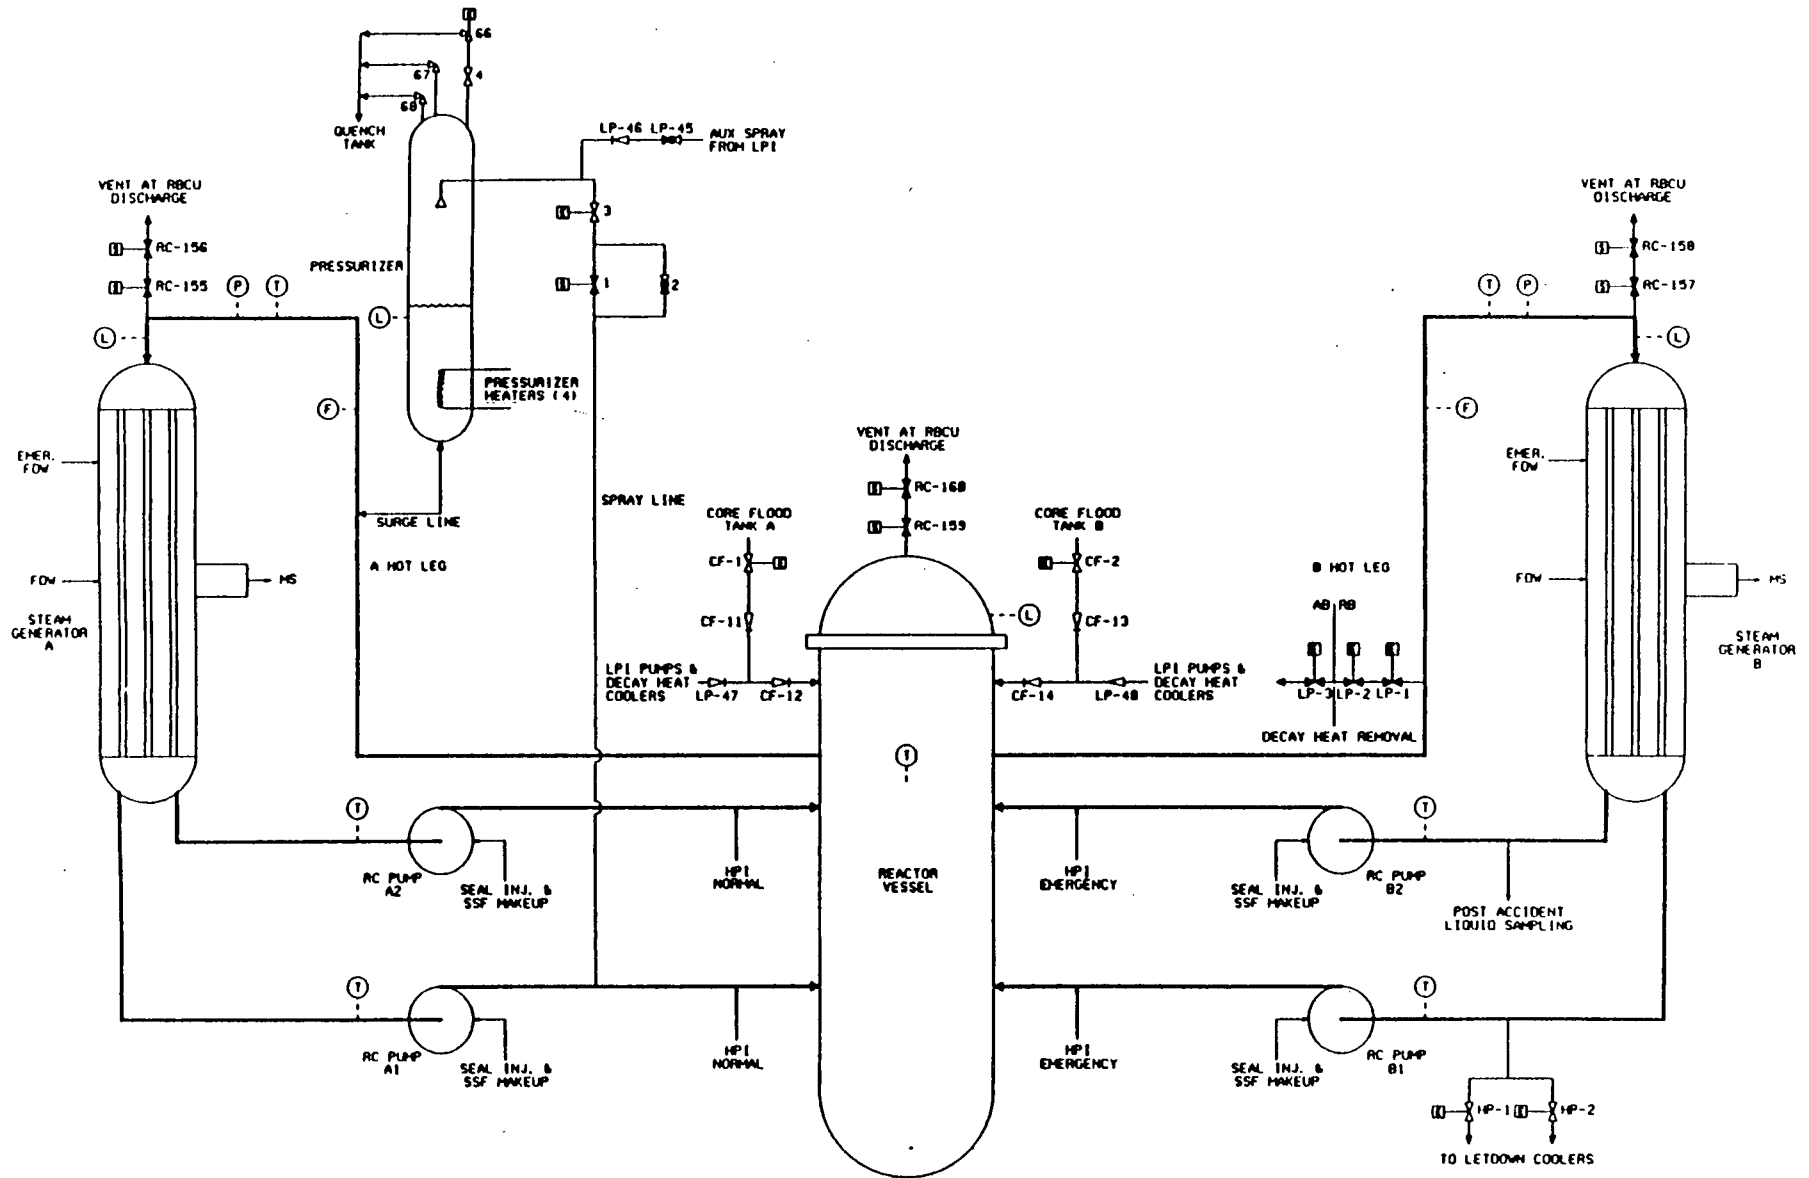 66
67
4
68
QUENCH
TANK
LP-46
LP-45
AUX SPRAY
FROM LPI
VENT AT RBCU
DISCHARGE
S
RC-156
S
RC-155
P
T
L
PRESSURIZER
L
3
1
2
PRESSURIZER
HEATERS (4)
F
VENT AT RBCU
DISCHARGE
S
RC-158
S
RC-157
T
P
L
F
EMER.
FDW
FDW
MS
STEAM
GENERATOR
A
SURGE LINE
A HOT LEG
SPRAY LINE
VENT AT RBCU
DISCHARGE
RC-160
RC-159
CORE FLOOD
TANK A
CF-1
CF-11
CORE FLOOD
TANK B
CF-2
CF-13
L
LPI PUMPS &
DECAY HEAT
COOLERS
LP-47
CF-12
CF-14
LP-48
LPI PUMPS &
DECAY HEAT
COOLERS
B HOT LEG
AB
RB
LP-3
LP-2
LP-1
DECAY HEAT REMOVAL
EMER.
FDW
FDW
MS
STEAM
GENERATOR
B
T
T
RC PUMP
A2
SEAL INJ. &
SSF MAKEUP
HPI
NORMAL
REACTOR
VESSEL
HPI
EMERGENCY
SEAL INJ. &
SSF MAKEUP
T
RC PUMP
B2
POST ACCIDENT
LIQUID SAMPLING
T
RC PUMP
A1
SEAL INJ. &
SSF MAKEUP
HPI
NORMAL
HPI
EMERGENCY
SEAL INJ. &
SSF MAKEUP
T
RC PUMP
B1
HP-1
HP-2
TO LETDOWN COOLERS